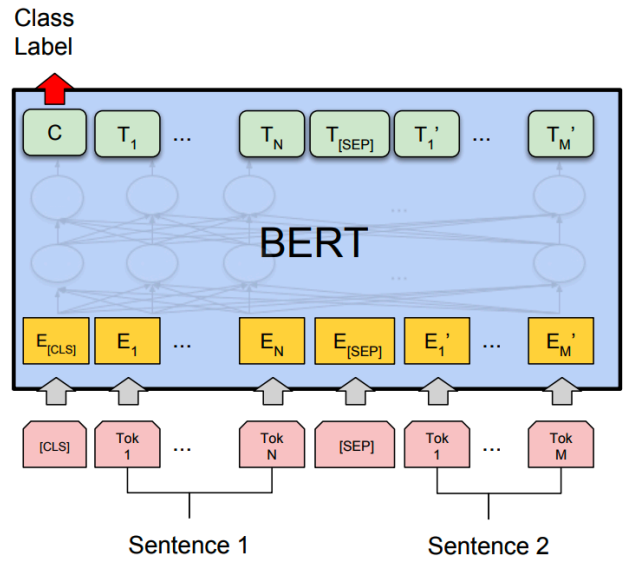 Class
Label
C T1 ... TN T[SEP] T1’ ... TM’
...
BERT
...
E[CLS] E1 ... EN E[SEP] E1’ ... EM’
[CLS] Tok 1 ... Tok N [SEP] Tok 1 ... Tok M
Sentence 1 Sentence 2